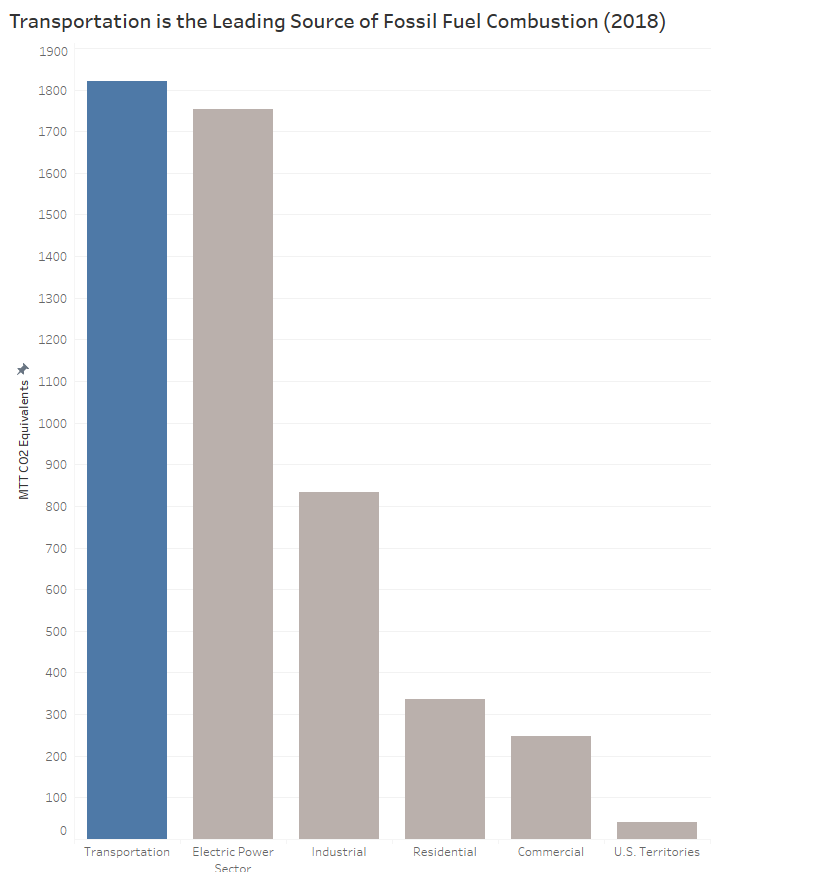 Transportation is the Leading Source of Fossil Fuel Combustion (2018)
MTT CO2 Equivalents
1900
1800
1700
1600
1500
1400
1300
1200
1100
1000
900
800
700
600
500
400
300
200
100
0
Transportation
Electric Power
Sector
Industrial
Residential
Commercial
U.S. Territories